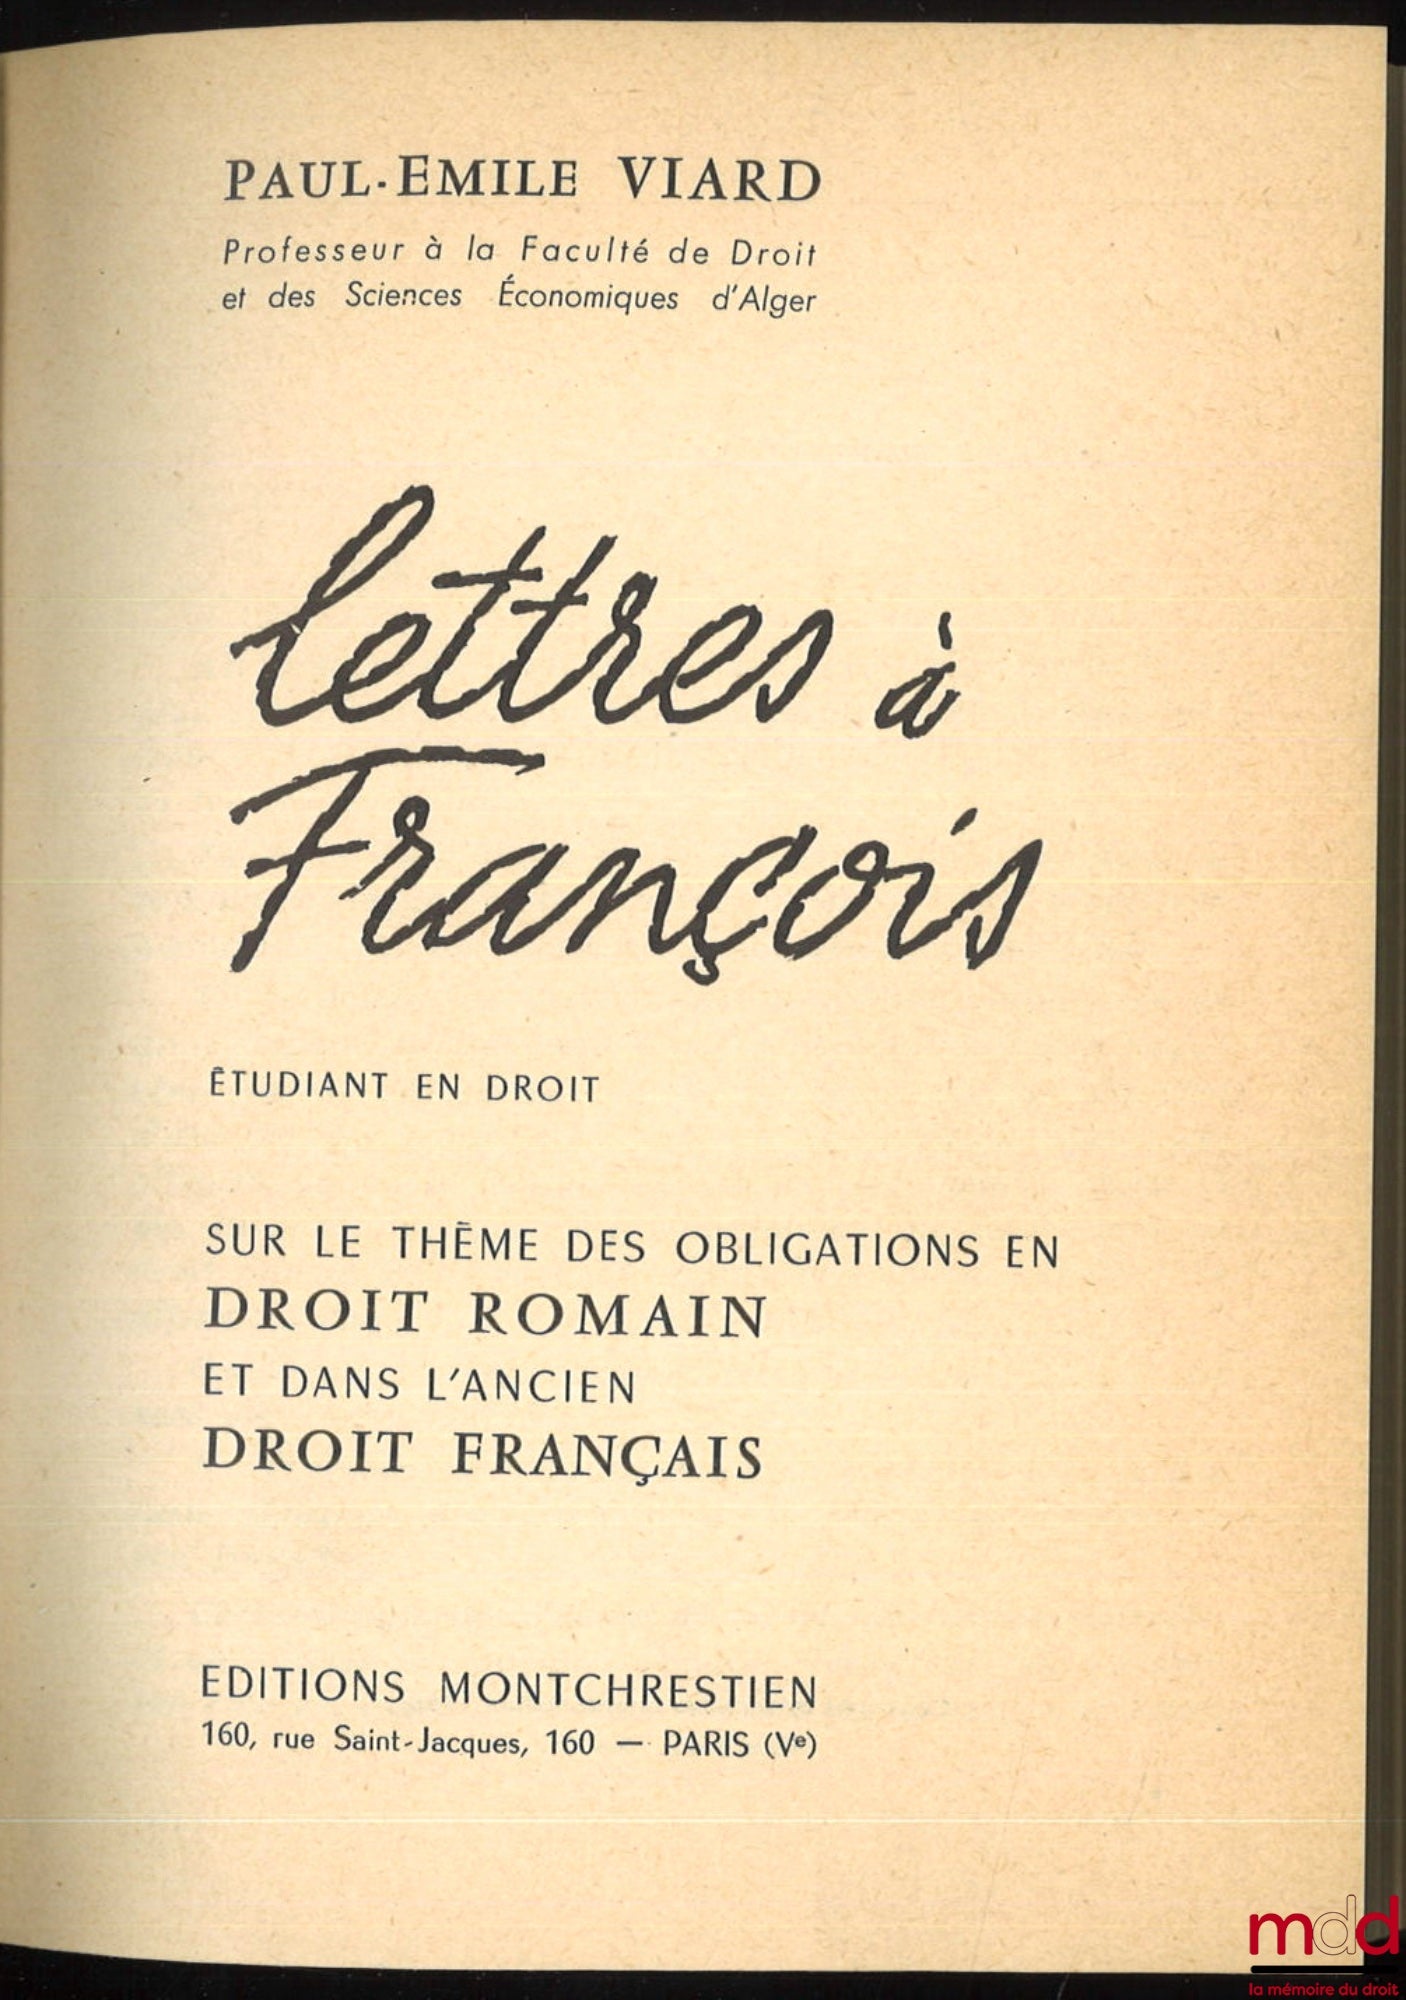 PAUL-EMILE VIARD
Professeur à la Faculté de Droit
et des Sciences Économiques d'Alger
lettres à
François
ÉTUDIANT EN DROIT
SUR LE THÈME DES OBLIGATIONS EN
DROIT ROMAIN
ET DANS L'ANCIEN
DROIT FRANÇAIS
EDITIONS MONTCHRESTIEN
160, rue Saint-Jacques, 160 — PARIS (Vᵉ)
mdd
la mémoire du droit